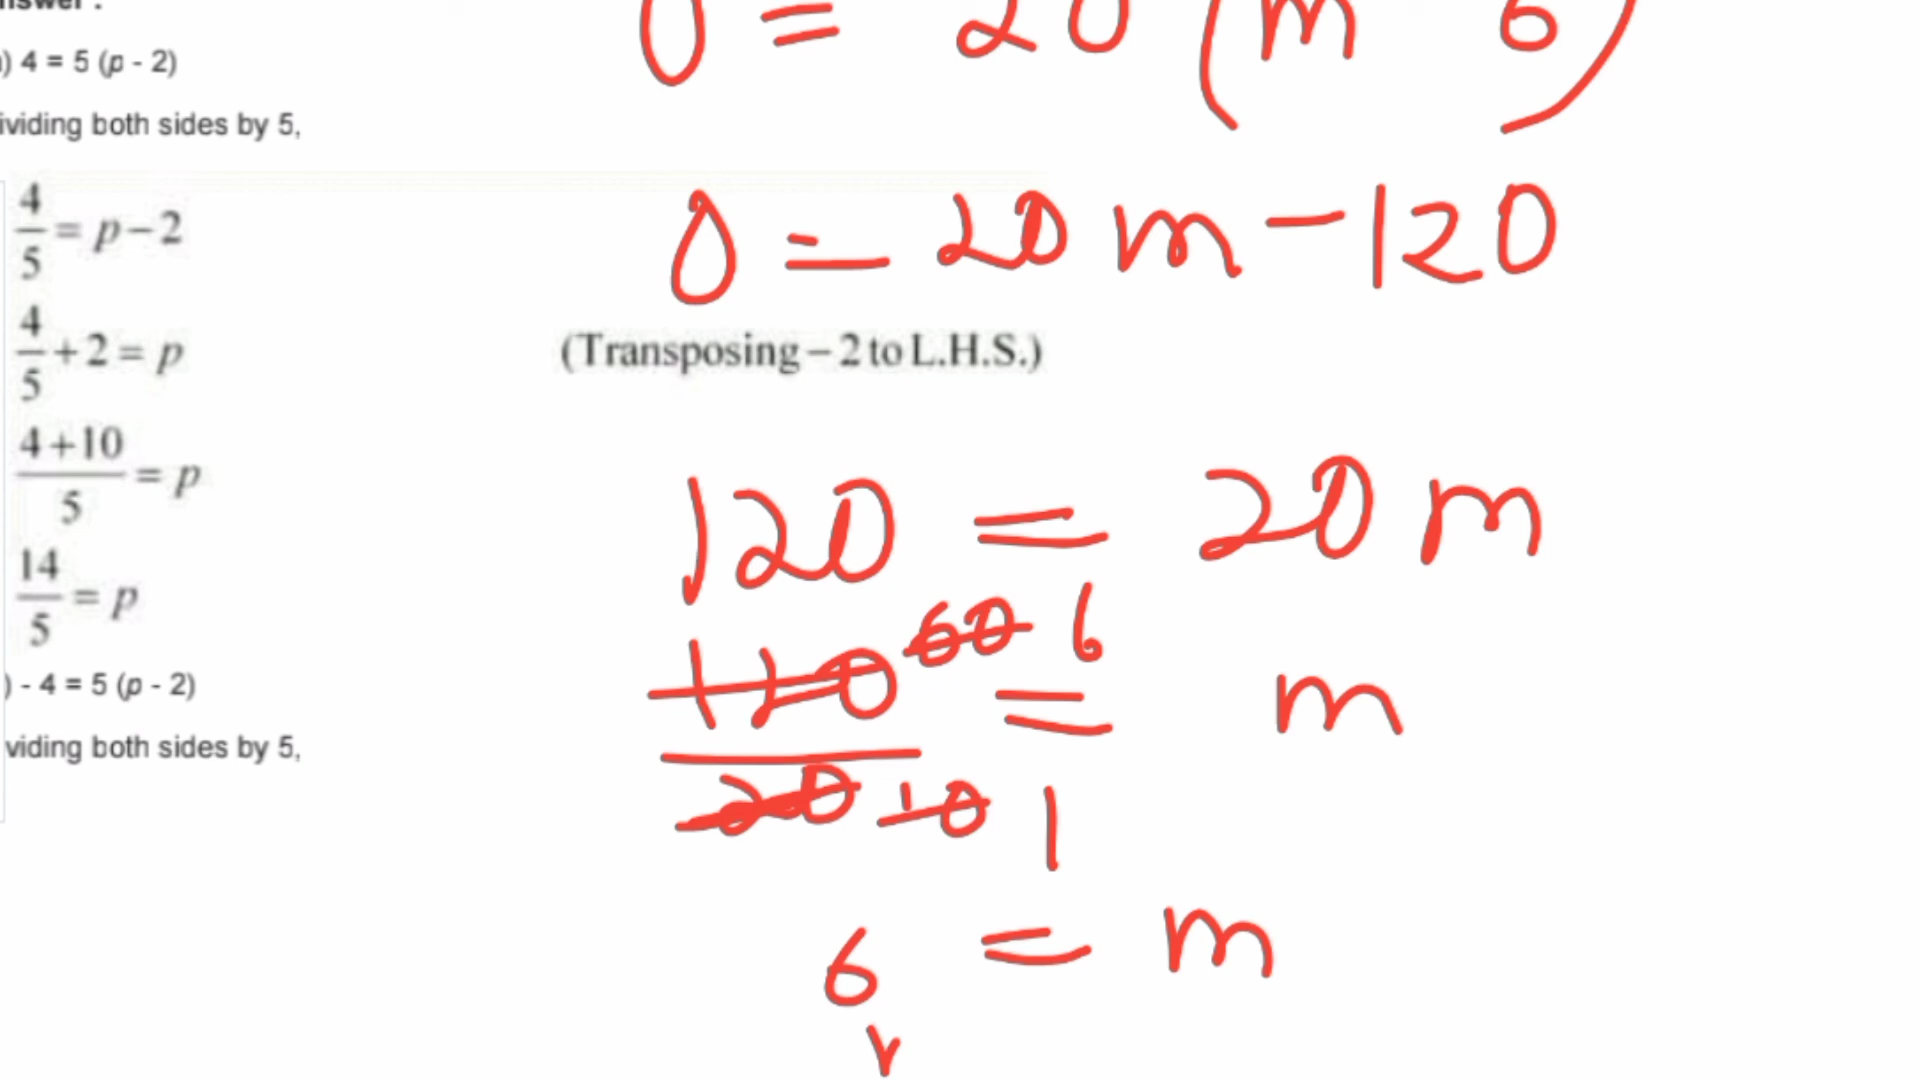 nswer :
) 4 = 5 (p - 2)
ividing both sides by 5,
4/5 = p − 2
4/5 + 2 = p (Transposing − 2 to L.H.S.)
4+10/5 = p
14/5 = p
) - 4 = 5 (p - 2)
viding both sides by 5,
0 = 20 (m 6)
0 = 20m − 120
120 = 20m
120 60 6 = m
20 10 1
6 = m